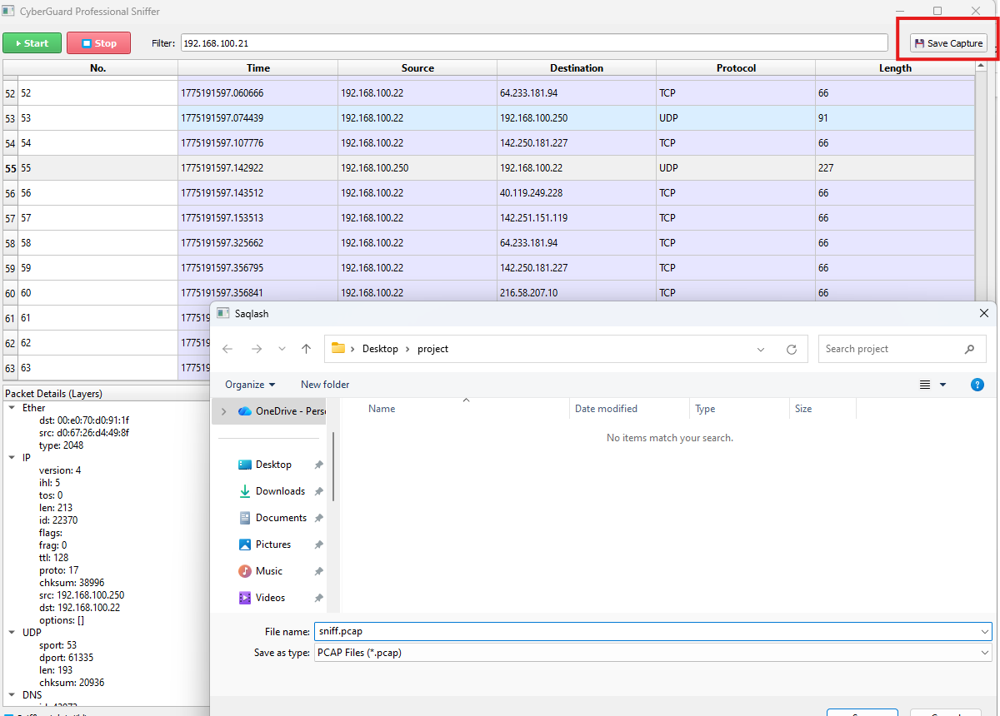 CyberGuard Professional Sniffer
Start Stop Filter: 192.168.100.21 Save Capture
No. Time Source Destination Protocol Length
52 52 1775191597.060666 192.168.100.22 64.233.181.94 TCP 66
53 53 1775191597.074439 192.168.100.22 192.168.100.250 UDP 91
54 54 1775191597.107776 192.168.100.22 142.250.181.227 TCP 66
55 55 1775191597.142922 192.168.100.250 192.168.100.22 UDP 227
56 56 1775191597.143512 192.168.100.22 40.119.249.228 TCP 66
57 57 1775191597.153513 192.168.100.22 142.251.151.119 TCP 66
58 58 1775191597.325662 192.168.100.22 64.233.181.94 TCP 66
59 59 1775191597.356795 192.168.100.22 142.250.181.227 TCP 66
60 60 1775191597.356841 192.168.100.22 216.58.207.10 TCP 66
61 61
62 62
63 63
Packet Details (Layers)
Ether
dst: 00:e0:70:d0:91:1f
src: d0:67:26:d4:49:8f
type: 2048
IP
version: 4
ihl: 5
tos: 0
len: 213
id: 22370
flags:
frag: 0
ttl: 128
proto: 17
chksum: 38996
src: 192.168.100.250
dst: 192.168.100.22
options: []
UDP
sport: 53
dport: 61335
len: 193
chksum: 20936
DNS
Saqlash
Desktop project
Search project
Organize New folder
OneDrive - Pers
Name Date modified Type Size
No items match your search.
Desktop
Downloads
Documents
Pictures
Music
Videos
File name: sniff.pcap
Save as type: PCAP Files (*.pcap)